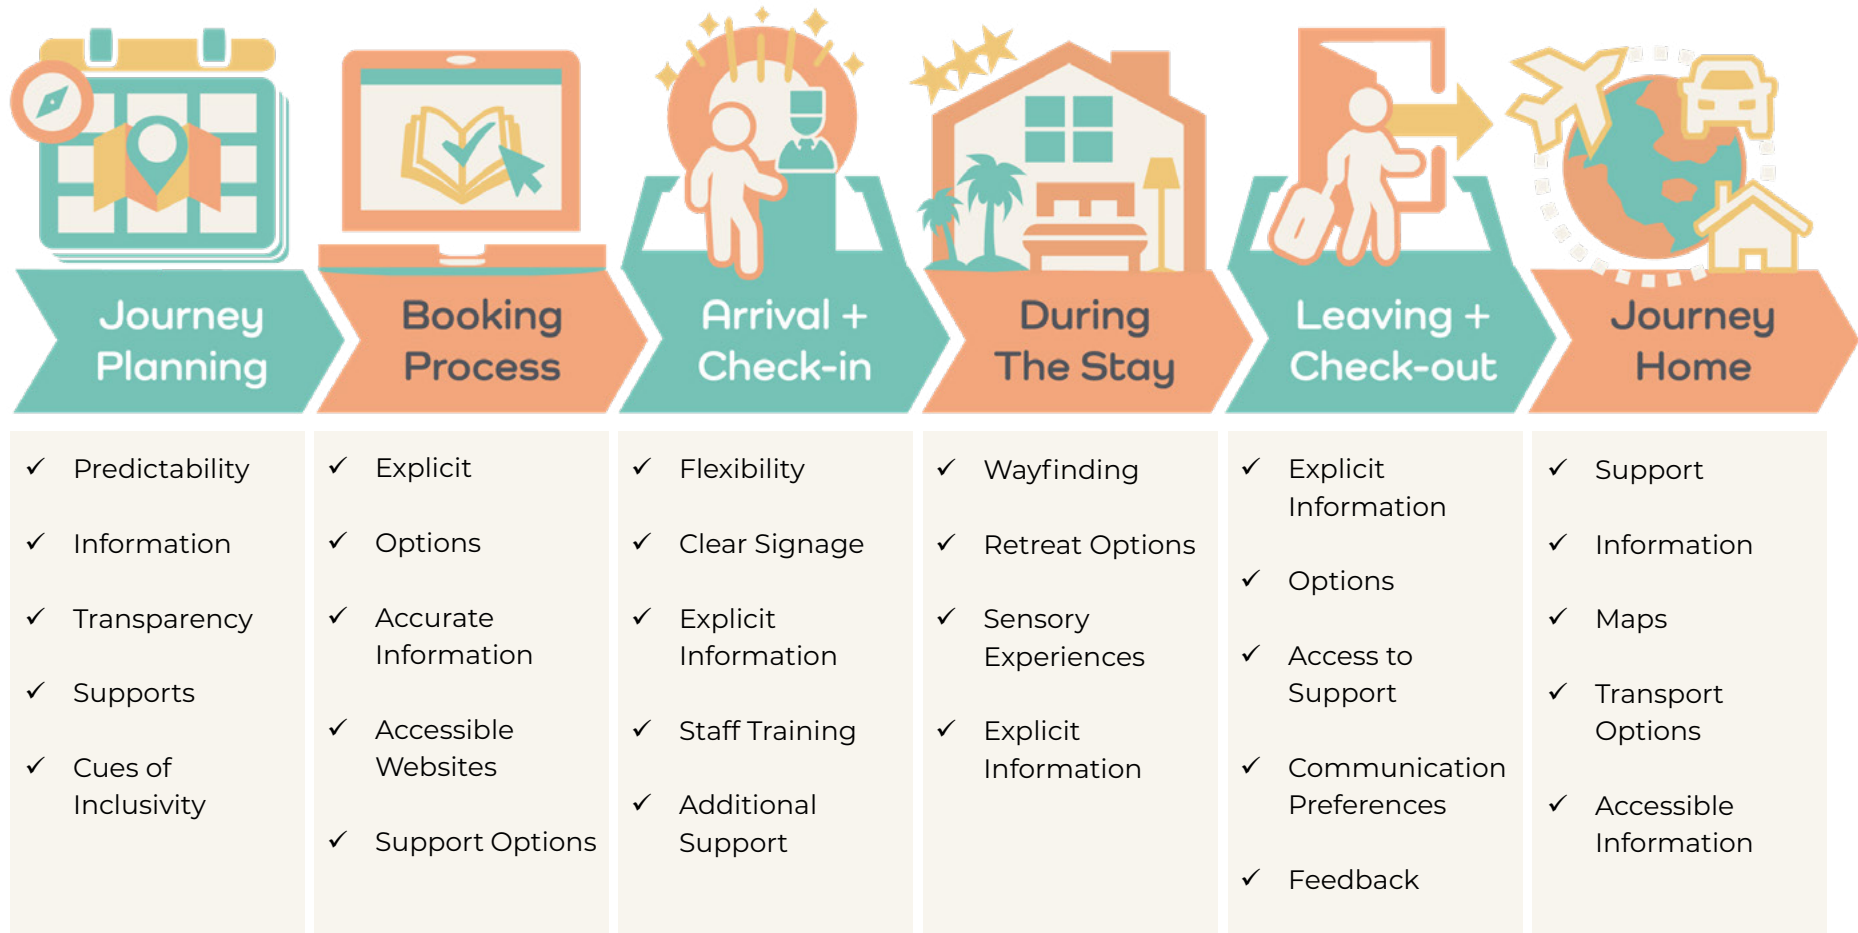 Journey
Planning
Booking
Process
Arrival +
Check-in
During
The Stay
Leaving +
Check-out
Journey
Home
✓ Predictability
✓ Information
✓ Transparency
✓ Supports
✓ Cues of
Inclusivity
✓ Explicit
✓ Options
✓ Accurate
Information
✓ Accessible
Websites
✓ Support Options
✓ Flexibility
✓ Clear Signage
✓ Explicit
Information
✓ Staff Training
✓ Additional
Support
✓ Wayfinding
✓ Retreat Options
✓ Sensory
Experiences
✓ Explicit
Information
✓ Explicit
Information
✓ Options
✓ Access to
Support
✓ Communication
Preferences
✓ Feedback
✓ Support
✓ Information
✓ Maps
✓ Transport
Options
✓ Accessible
Information